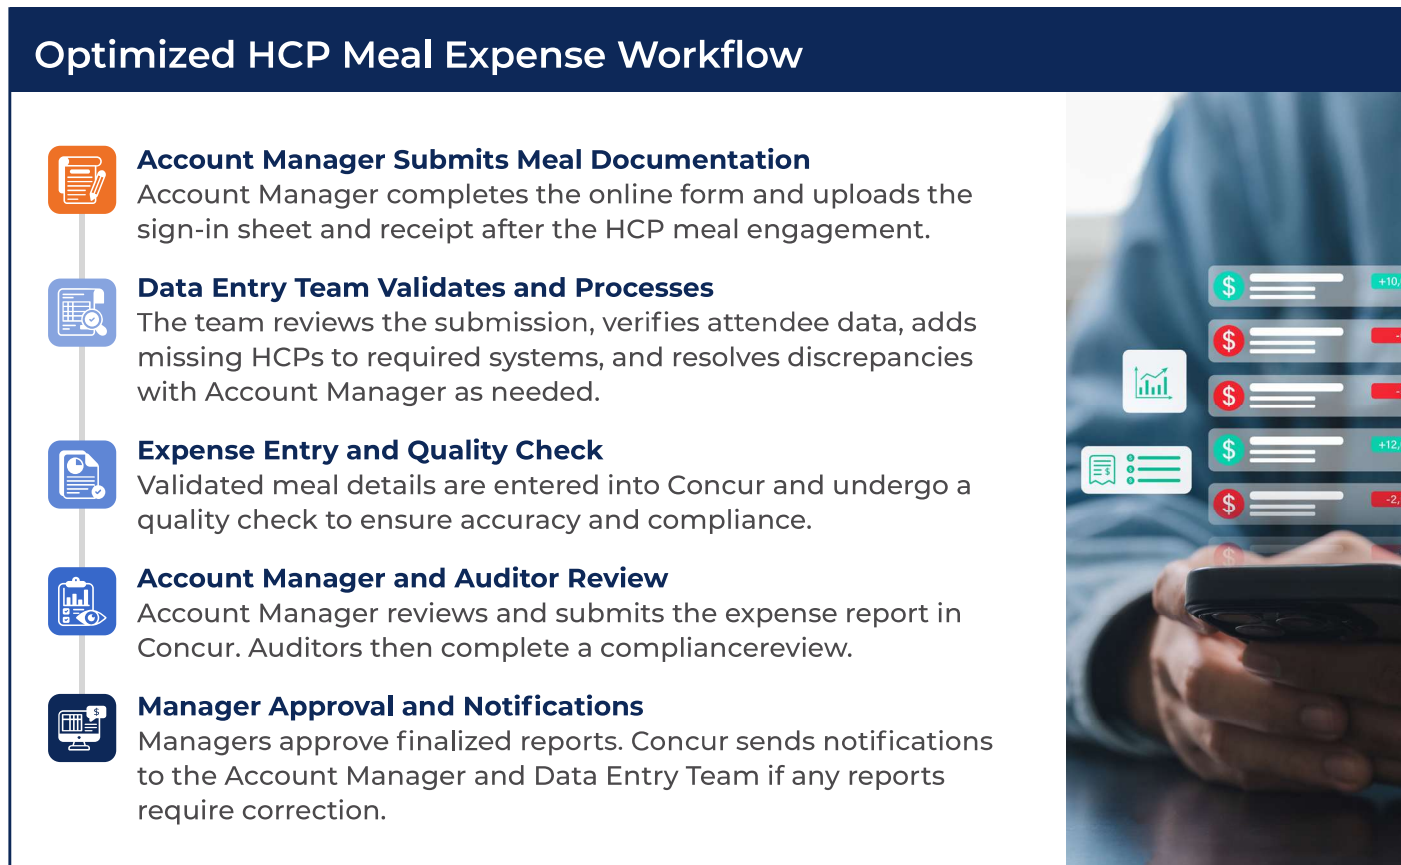 Optimized HCP Meal Expense Workflow
Account Manager Submits Meal Documentation
Account Manager completes the online form and uploads the
sign-in sheet and receipt after the HCP meal engagement.
Data Entry Team Validates and Processes
The team reviews the submission, verifies attendee data, adds
missing HCPs to required systems, and resolves discrepancies
with Account Manager as needed.
Expense Entry and Quality Check
Validated meal details are entered into Concur and undergo a
quality check to ensure accuracy and compliance.
Account Manager and Auditor Review
Account Manager reviews and submits the expense report in
Concur. Auditors then complete a compliancereview.
Manager Approval and Notifications
Managers approve finalized reports. Concur sends notifications
to the Account Manager and Data Entry Team if any reports
require correction.
$
+10,
$
$
$
+12,
$
-2,